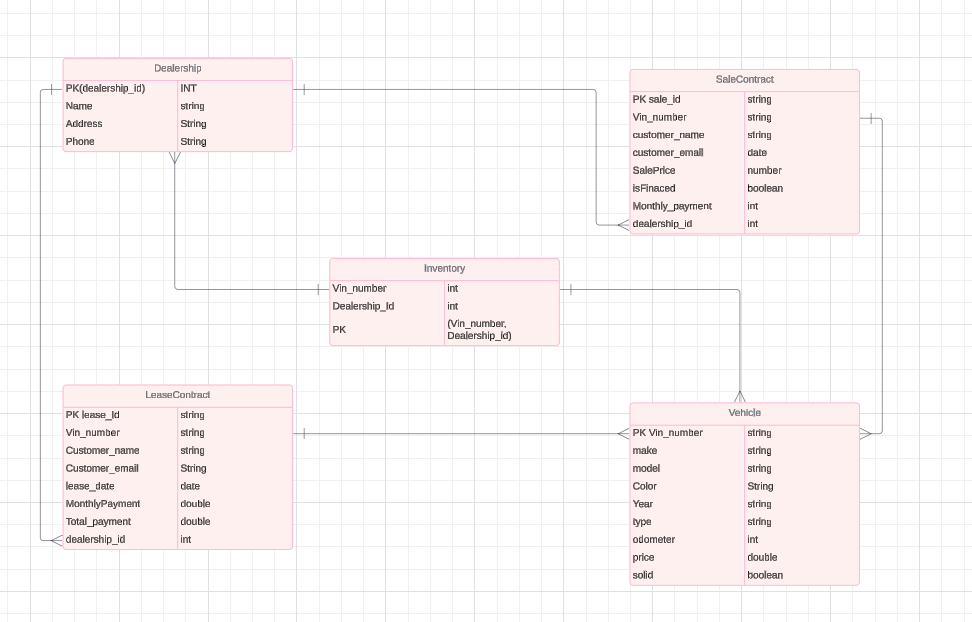 Dealership
PK(dealership_id) INT
Name string
Address String
Phone String
SaleContract
PK sale_id string
Vin_number string
customer_name string
customer_email date
SalePrice number
isFinaced boolean
Monthly_payment int
dealership_id int
Inventory
Vin_number int
Dealership_Id int
PK (Vin_number,
Dealership_id)
LeaseContract
PK lease_Id string
Vin_number string
Customer_name string
Customer_email String
lease_date date
MonthlyPayment double
Total_payment double
dealership_id int
Vehicle
PK Vin_number string
make string
model string
Color String
Year string
type string
odometer int
price double
solid boolean